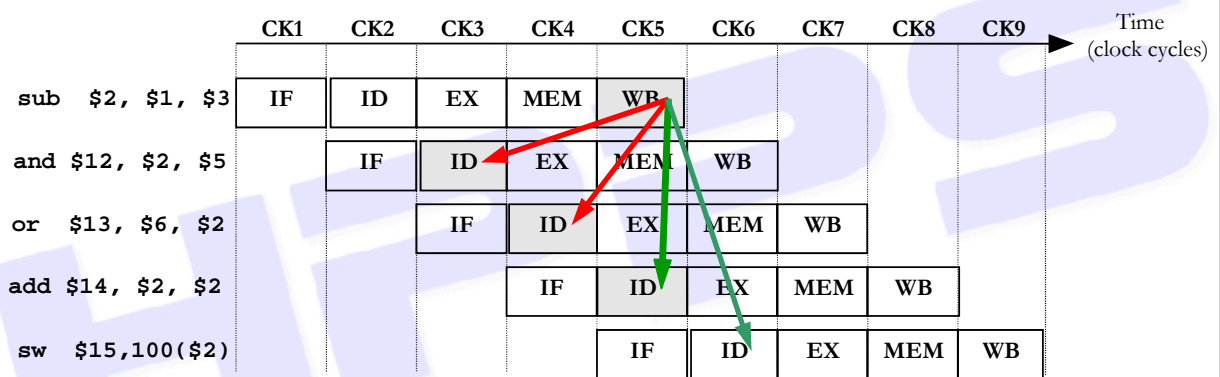 CK1 CK2 CK3 CK4 CK5 CK6 CK7 CK8 CK9 Time
(clock cycles)
sub $2, $1, $3 IF ID EX MEM WB
and $12, $2, $5 IF ID EX MEM WB
or $13, $6, $2 IF ID EX MEM WB
add $14, $2, $2 IF ID EX MEM WB
sw $15,100($2) IF ID EX MEM WB
HPPS